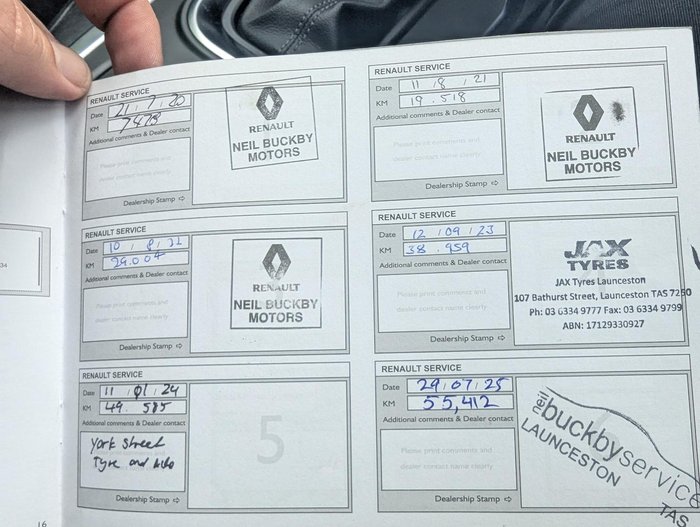 RENAULT SERVICE
Date 21 / 7 / 20
KM 7478
Additional comments & Dealer contact
Please print comments and
dealer contact name clearly
Dealership Stamp
RENAULT
NEIL BUCKBY
MOTORS
RENAULT SERVICE
Date 11 / 8 / 21
KM 19.518
Additional comments & Dealer contact
Please print comments and
dealer contact name clearly
Dealership Stamp
RENAULT
NEIL BUCKBY
MOTORS
34
RENAULT SERVICE
Date 10 / 8 / 22
KM 29.004
Additional comments & Dealer contact
Please print comments and
dealer contact name clearly
Dealership Stamp
RENAULT
NEIL BUCKBY
MOTORS
RENAULT SERVICE
Date 12 / 09 / 23
KM 38 959
Additional comments & Dealer contact
Please print comments and
dealer contact name clearly
Dealership Stamp
JAX
TYRES
JAX Tyres Launceston
107 Bathurst Street, Launceston TAS 7250
Ph: 03 6334 9777 Fax: 03 6334 9799
ABN: 17129330927
RENAULT SERVICE
Date 11 / 01 / 24
KM 49. 585
Additional comments & Dealer contact
York Street
Tyre and Auto
Dealership Stamp
5
RENAULT SERVICE
Date 29 / 07 / 25
KM 55,412
Additional comments & Dealer contact
Please print comments and
dealer contact name clearly
Dealership Stamp
neil buckby service
LAUNCESTON
TAS
16